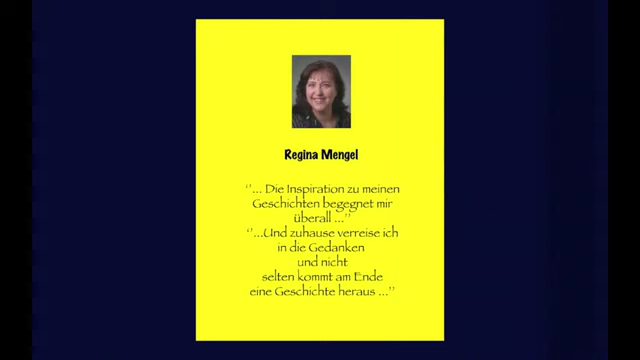 Regina Mengel
‘’... Die Inspiration zu meinen
Geschichten begegnet mir
überall ...’’
‘’...Und zuhause verreise ich
in die Gedanken
und nicht
selten kommt am Ende
eine Geschichte heraus ...’’